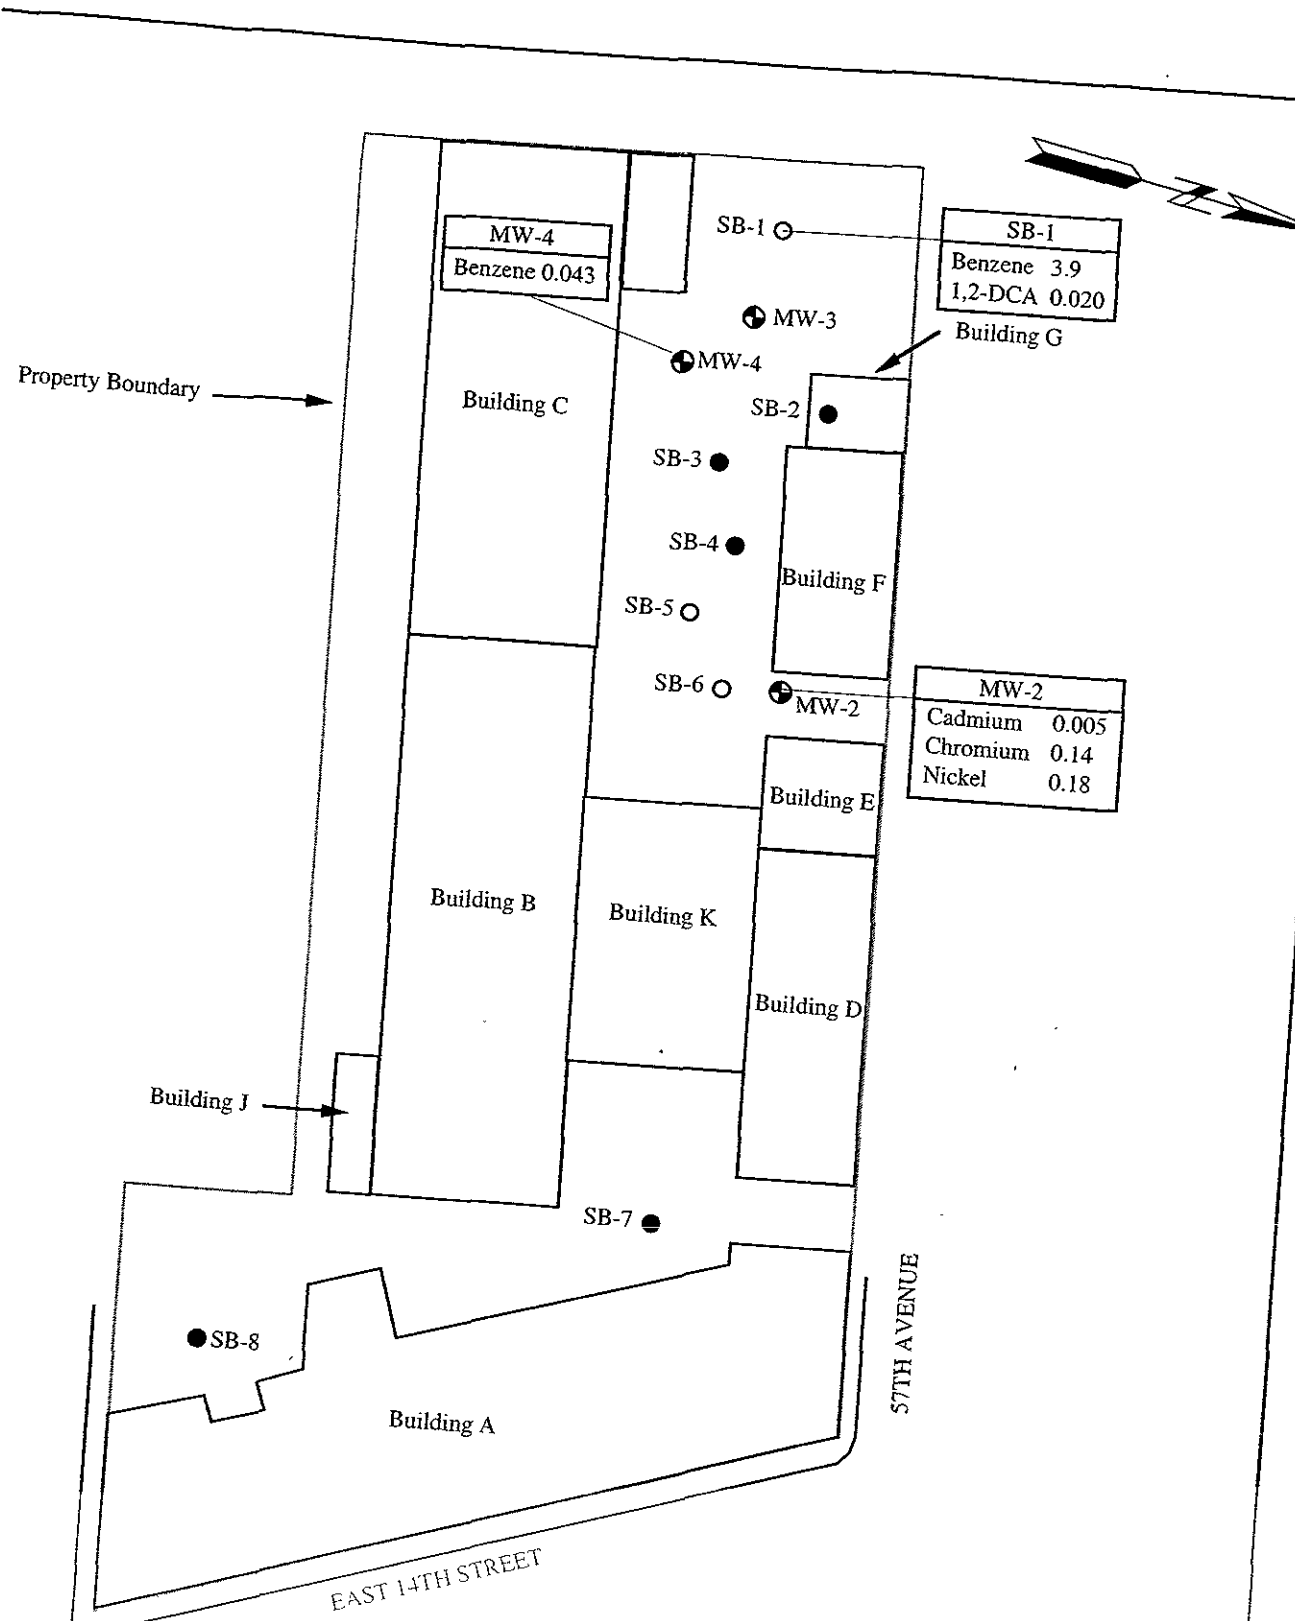 SB-1
MW-4
Benzene 0.043
SB-1
Benzene 3.9
1,2-DCA 0.020
MW-3
Building G
MW-4
Property Boundary
Building C
SB-2
SB-3
SB-4
Building F
SB-5
SB-6
MW-2
MW-2
Cadmium 0.005
Chromium 0.14
Nickel 0.18
Building E
Building B
Building K
Building D
Building J
SB-7
57TH AVENUE
SB-8
Building A
EAST 14TH STREET
N